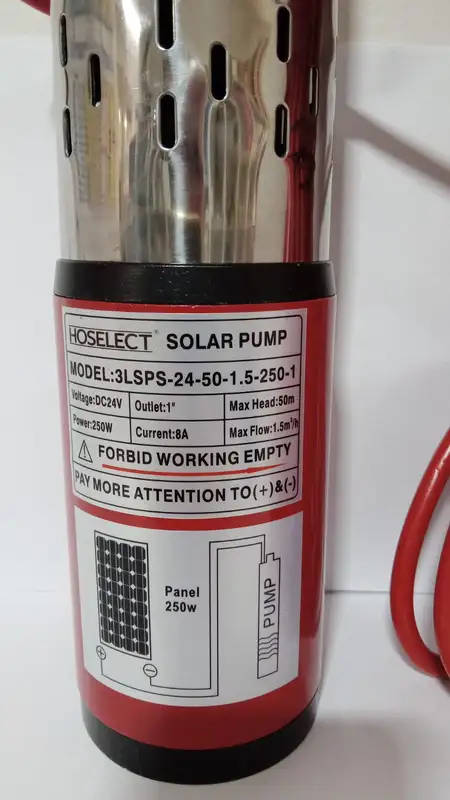 HOSELECT® SOLAR PUMP
MODEL:3LSPS-24-50-1.5-250-1
Voltage:DC24V Outlet:1" Max Head:50m
Power:250W Current:8A Max Flow:1.5m³/h
FORBID WORKING EMPTY
PAY MORE ATTENTION TO(+)&(-)
Panel
250w
PUMP
+
−